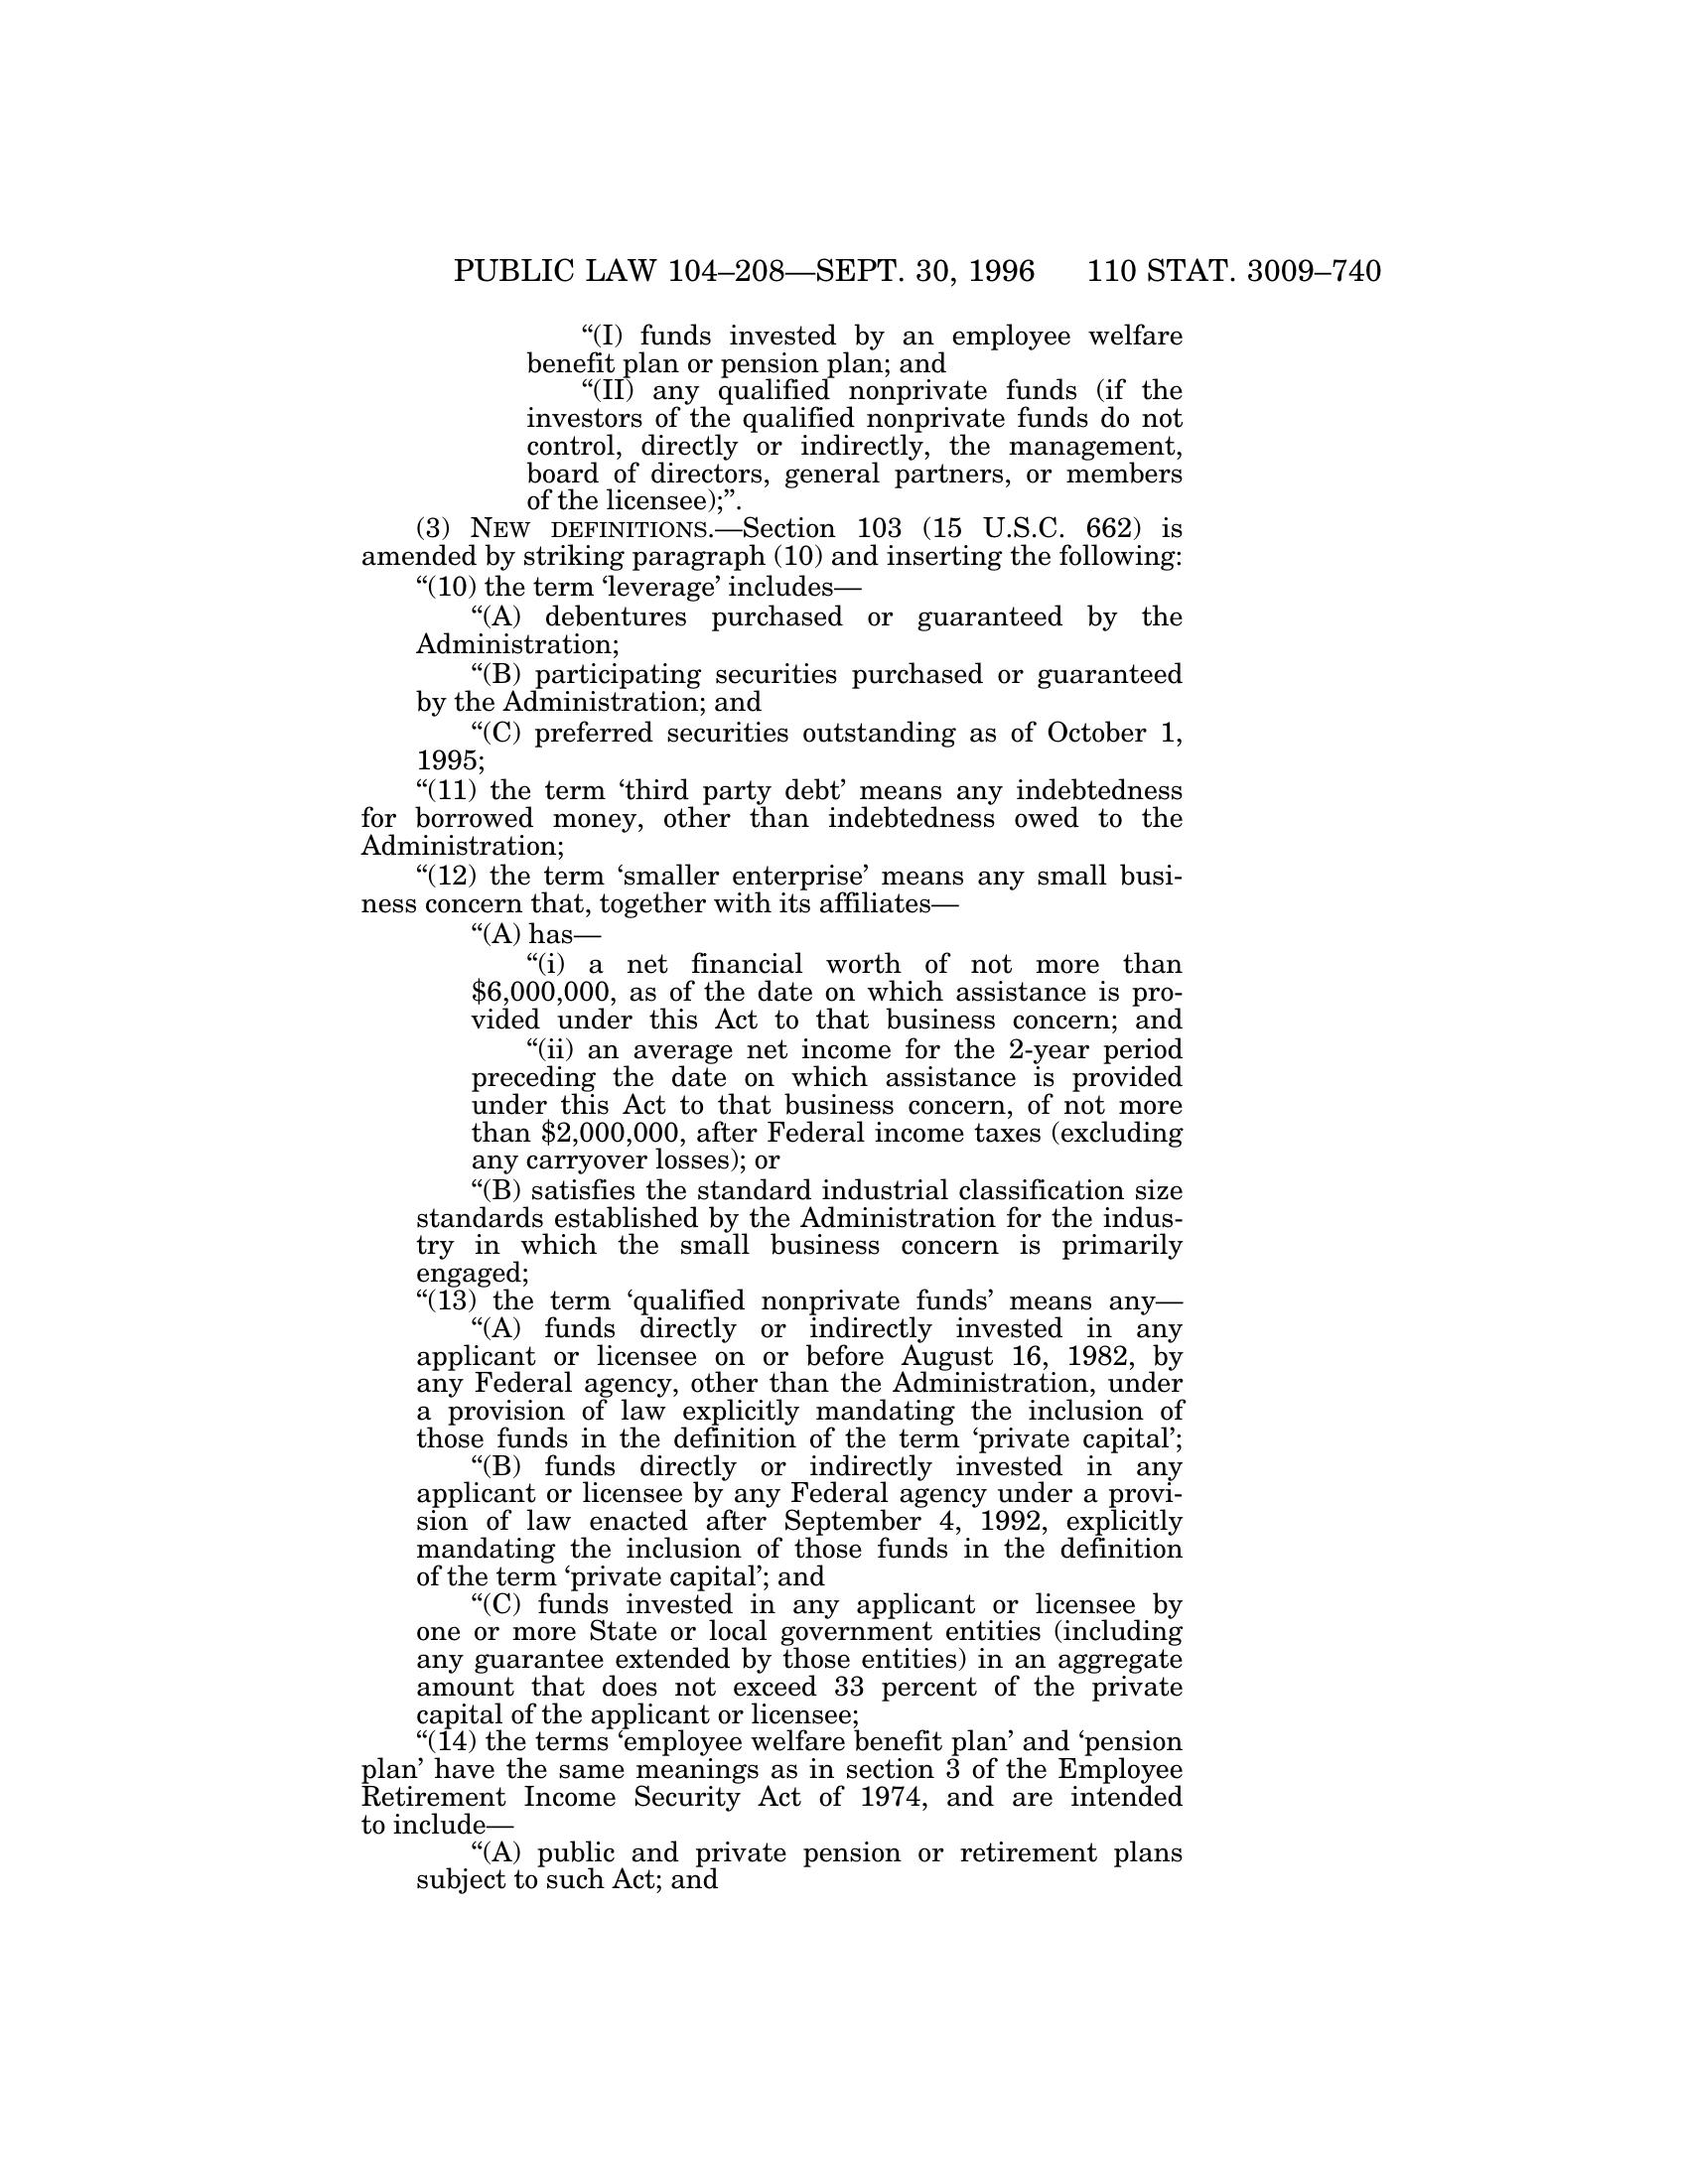 PUBLIC LAW 104–208—SEPT. 30, 1996 110 STAT. 3009–740
“(I) funds invested by an employee welfare
benefit plan or pension plan; and
“(II) any qualified nonprivate funds (if the
investors of the qualified nonprivate funds do not
control, directly or indirectly, the management,
board of directors, general partners, or members
of the licensee);”.
(3) NEW DEFINITIONS.—Section 103 (15 U.S.C. 662) is
amended by striking paragraph (10) and inserting the following:
“(10) the term ‘leverage’ includes—
“(A) debentures purchased or guaranteed by the
Administration;
“(B) participating securities purchased or guaranteed
by the Administration; and
“(C) preferred securities outstanding as of October 1,
1995;
“(11) the term ‘third party debt’ means any indebtedness
for borrowed money, other than indebtedness owed to the
Administration;
“(12) the term ‘smaller enterprise’ means any small busi-
ness concern that, together with its affiliates—
“(A) has—
“(i) a net financial worth of not more than
$6,000,000, as of the date on which assistance is pro-
vided under this Act to that business concern; and
“(ii) an average net income for the 2-year period
preceding the date on which assistance is provided
under this Act to that business concern, of not more
than $2,000,000, after Federal income taxes (excluding
any carryover losses); or
“(B) satisfies the standard industrial classification size
standards established by the Administration for the indus-
try in which the small business concern is primarily
engaged;
“(13) the term ‘qualified nonprivate funds’ means any—
“(A) funds directly or indirectly invested in any
applicant or licensee on or before August 16, 1982, by
any Federal agency, other than the Administration, under
a provision of law explicitly mandating the inclusion of
those funds in the definition of the term ‘private capital’;
“(B) funds directly or indirectly invested in any
applicant or licensee by any Federal agency under a provi-
sion of law enacted after September 4, 1992, explicitly
mandating the inclusion of those funds in the definition
of the term ‘private capital’; and
“(C) funds invested in any applicant or licensee by
one or more State or local government entities (including
any guarantee extended by those entities) in an aggregate
amount that does not exceed 33 percent of the private
capital of the applicant or licensee;
“(14) the terms ‘employee welfare benefit plan’ and ‘pension
plan’ have the same meanings as in section 3 of the Employee
Retirement Income Security Act of 1974, and are intended
to include—
“(A) public and private pension or retirement plans
subject to such Act; and